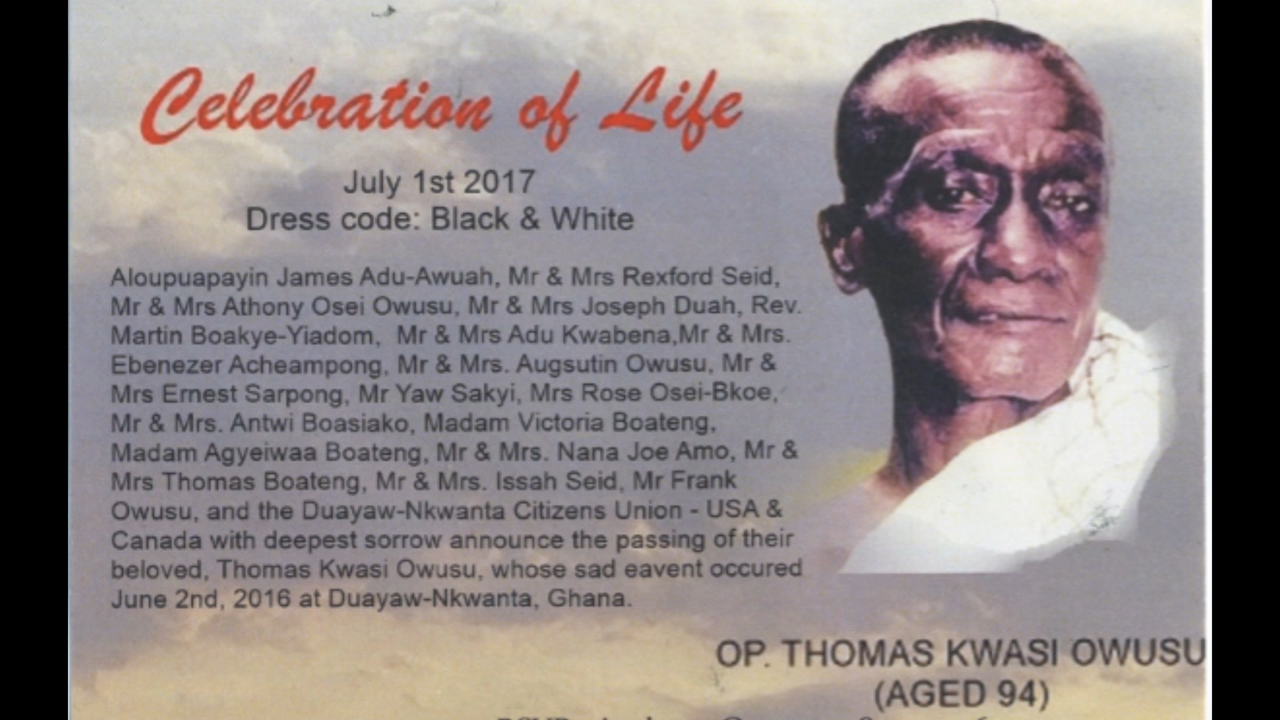 Celebration of Life
July 1st 2017
Dress code: Black & White
Aloupuapayin James Adu-Awuah, Mr & Mrs Rexford Seid,
Mr & Mrs Athony Osei Owusu, Mr & Mrs Joseph Duah, Rev.
Martin Boakye-Yiadom, Mr & Mrs Adu Kwabena,Mr & Mrs.
Ebenezer Acheampong, Mr & Mrs. Augsutin Owusu, Mr &
Mrs Ernest Sarpong, Mr Yaw Sakyi, Mrs Rose Osei-Bkoe,
Mr & Mrs. Antwi Boasiako, Madam Victoria Boateng,
Madam Agyeiwaa Boateng, Mr & Mrs. Nana Joe Amo, Mr &
Mrs Thomas Boateng, Mr & Mrs. Issah Seid, Mr Frank
Owusu, and the Duayaw-Nkwanta Citizens Union - USA &
Canada with deepest sorrow announce the passing of their
beloved, Thomas Kwasi Owusu, whose sad eavent occured
June 2nd, 2016 at Duayaw-Nkwanta, Ghana.
OP. THOMAS KWASI OWUSU
(AGED 94)